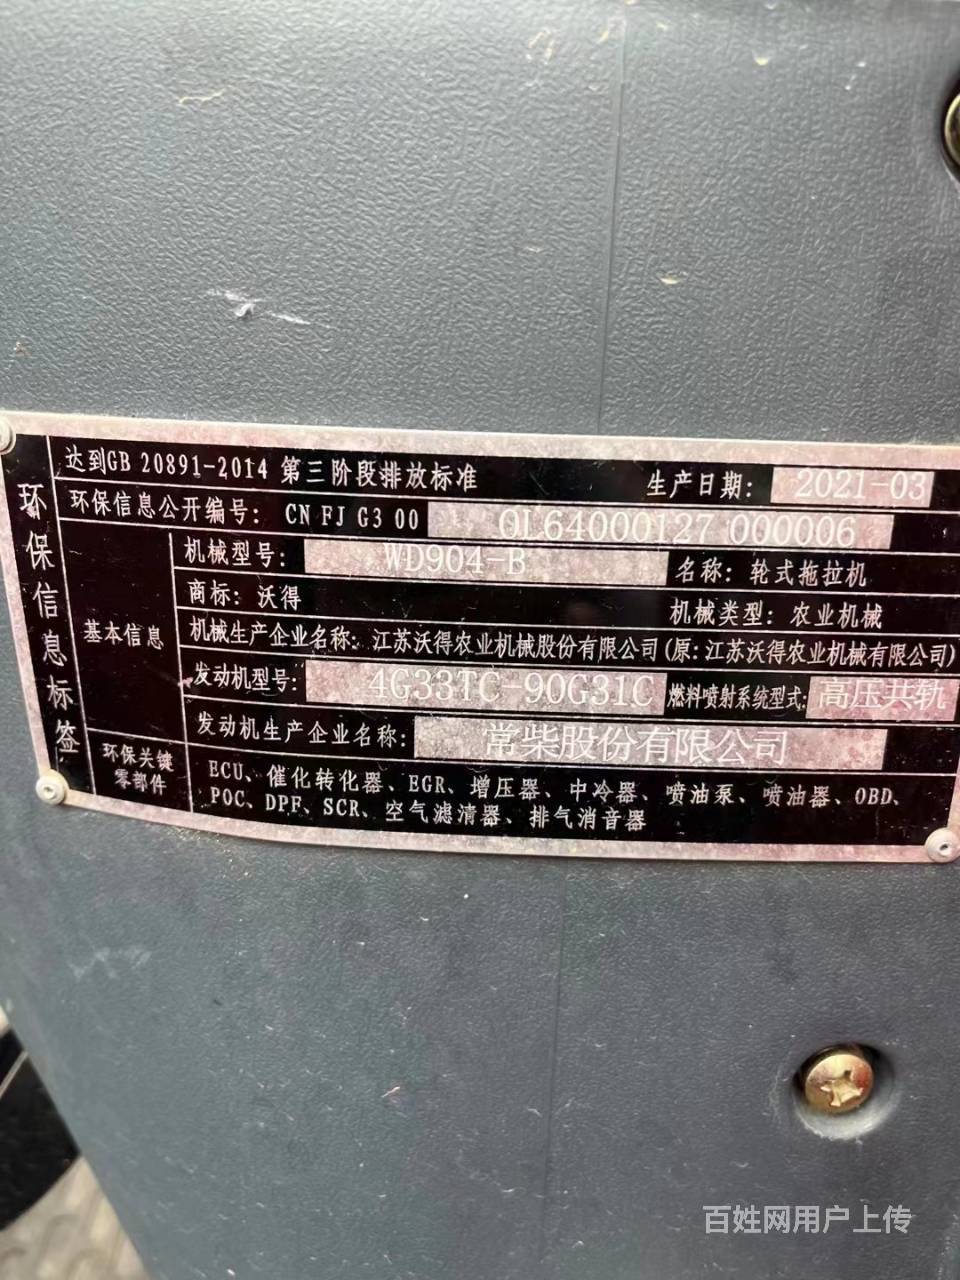 环保信息标签
达到GB 20891-2014 第三阶段排放标准 生产日期: 2021-03
环保信息公开编号: CN FJ G3 00 0L64000127 000006
基本信息
机械型号: WD904-B 名称: 轮式拖拉机
商标: 沃得 机械类型: 农业机械
机械生产企业名称: 江苏沃得农业机械股份有限公司(原:江苏沃得农业机械有限公司)
发动机型号: 4G33TC-90G31C 燃料喷射系统型式: 高压共轨
发动机生产企业名称: 常柴股份有限公司
环保关键零部件
ECU、催化转化器、EGR、增压器、中冷器、喷油泵、喷油器、OBD、
POC、DPF、SCR、空气滤清器、排气消音器
百姓网用户上传